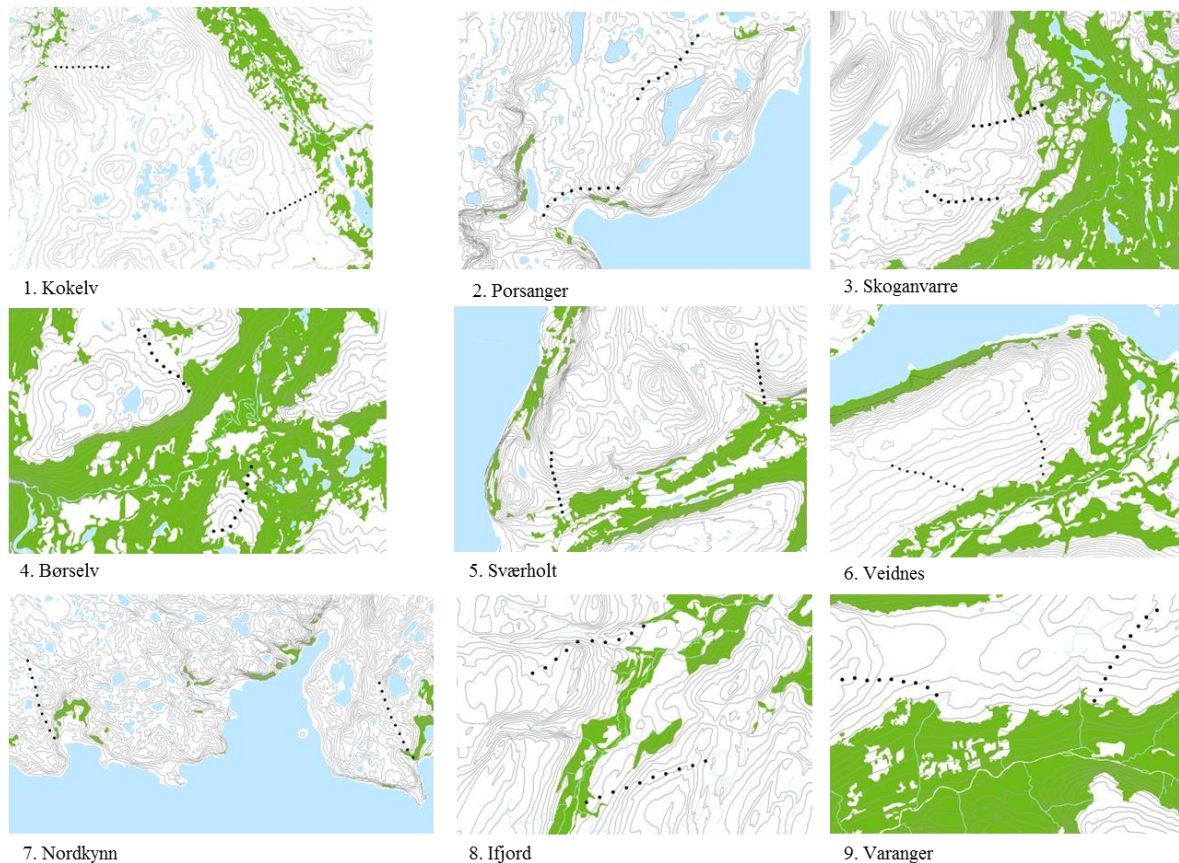 1. Kokelv
2. Porsanger
3. Skoganvarre
4. Børselv
5. Sværholt
6. Veidnes
7. Nordkynn
8. Ifjord
9. Varanger